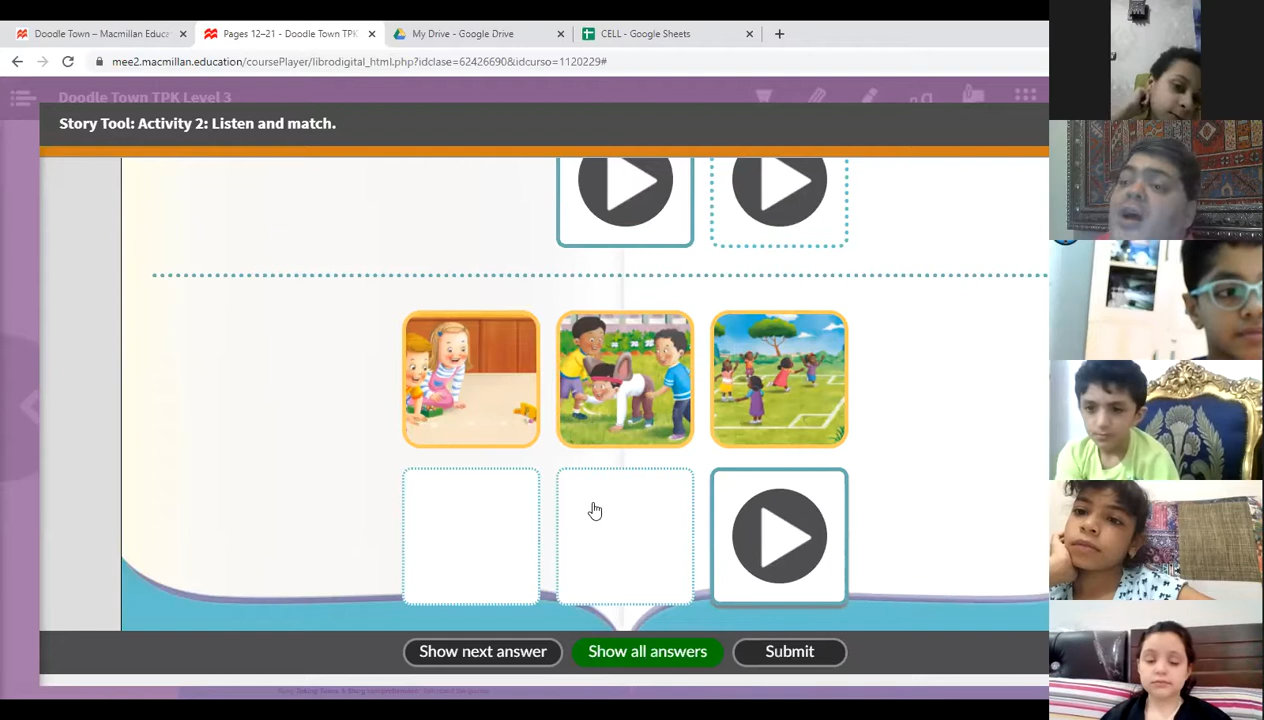 Doodle Town – Macmillan Educa
Pages 12–21 - Doodle Town TPK
My Drive - Google Drive
CELL - Google Sheets
mee2.macmillan.education/coursePlayer/librodigital_html.php?idclase=62426690&idcurso=1120229#
Doodle Town TPK Level 3
Story Tool: Activity 2: Listen and match.
Show next answer
Show all answers
Submit